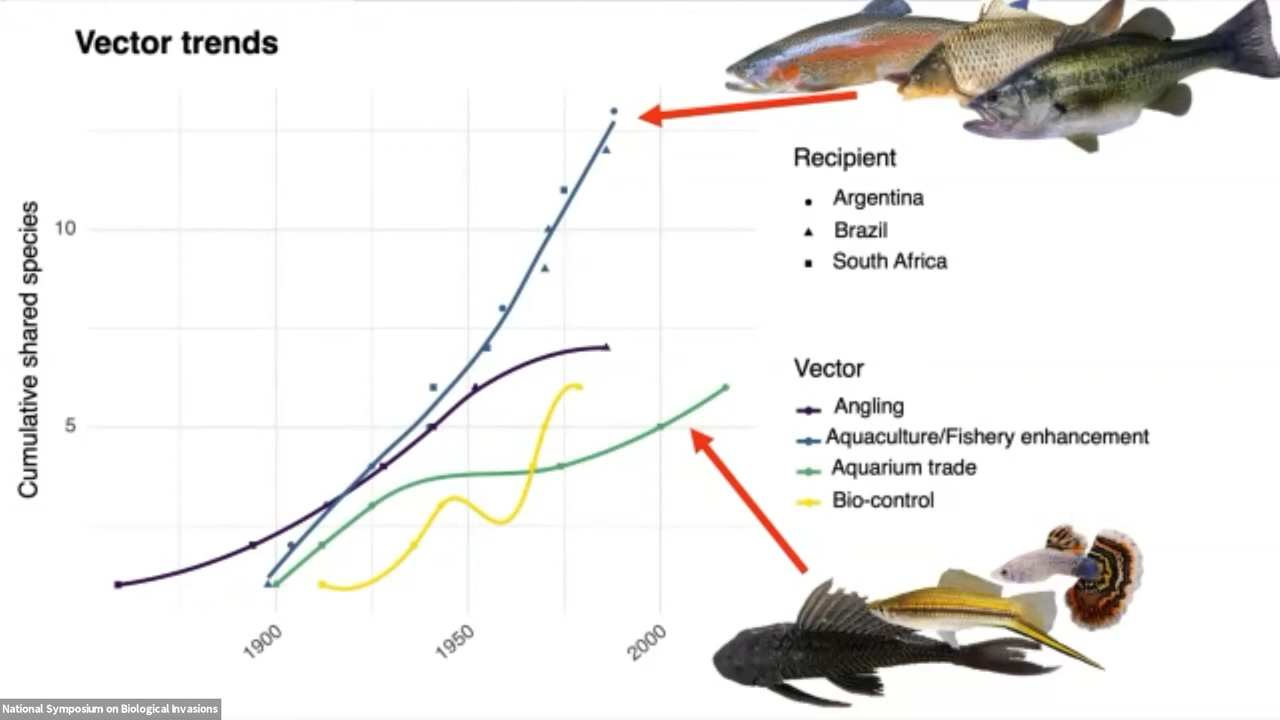 Vector trends
Cumulative shared species
10
5
1900
1950
2000
Recipient
Argentina
Brazil
South Africa
Vector
Angling
Aquaculture/Fishery enhancement
Aquarium trade
Bio-control
National Symposium on Biological Invasions